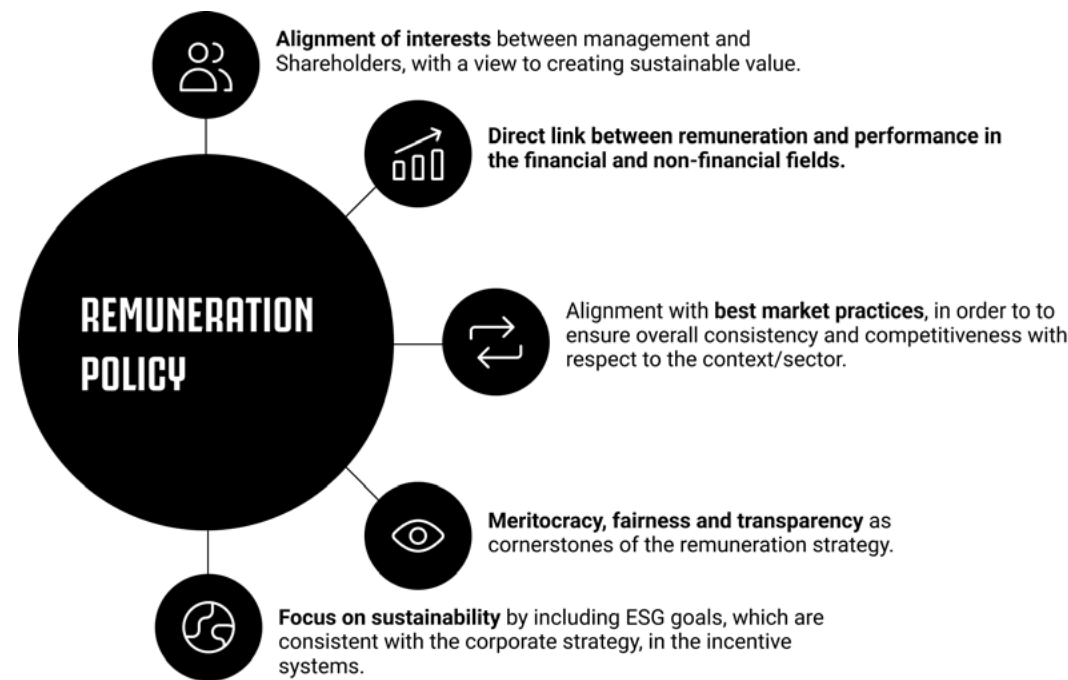 Alignment of interests between management and
Shareholders, with a view to creating sustainable value.
Direct link between remuneration and performance in
the financial and non-financial fields.
REMUNERATION
POLICY
Alignment with best market practices, in order to to
ensure overall consistency and competitiveness with
respect to the context/sector.
Meritocracy, fairness and transparency as
cornerstones of the remuneration strategy.
Focus on sustainability by including ESG goals, which are
consistent with the corporate strategy, in the incentive
systems.